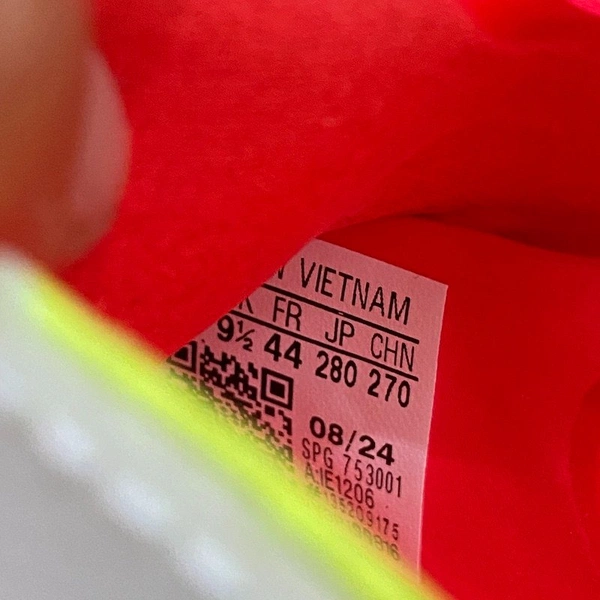 VIETNAM
FR JP CHN
9½ 44 280 270
08/24
SPG 753001
A:IE1206